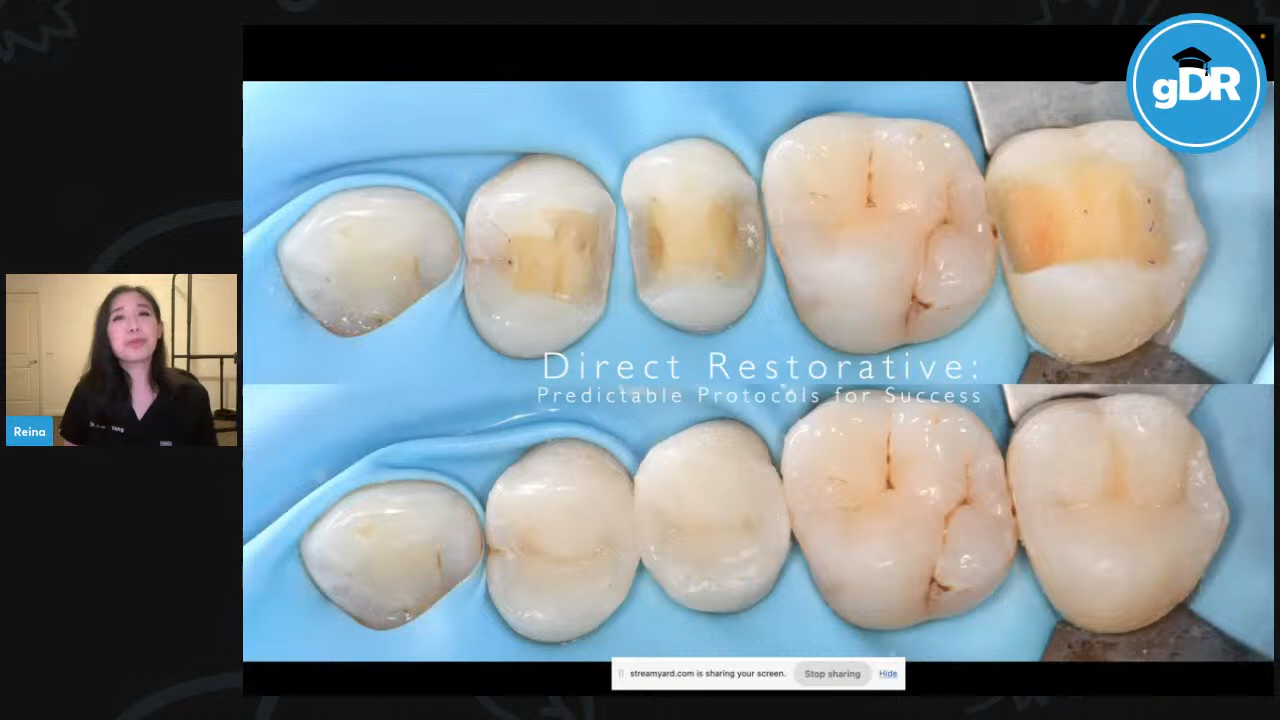 gDR
Direct Restorative:
Predictable Protocols for Success
Reina
streamyard.com is sharing your screen.
Stop sharing
Hide